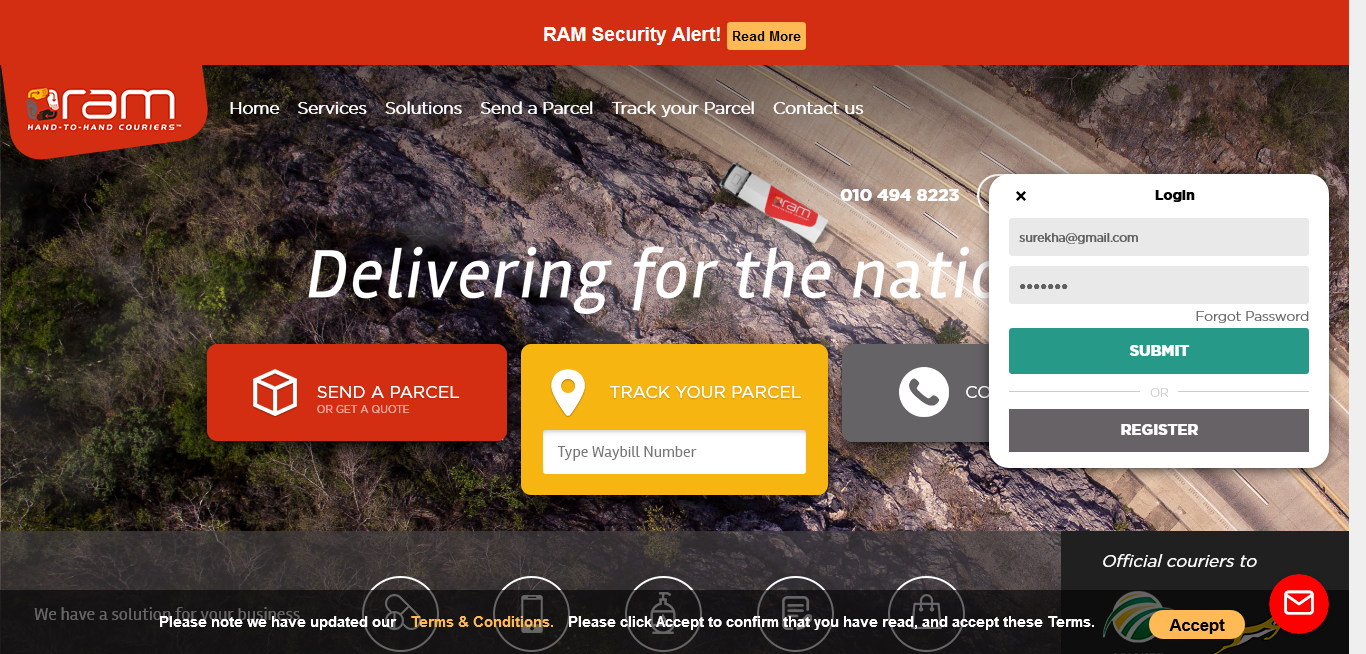 RAM Security Alert! Read More
ram
HAND-TO-HAND COURIERS™
Home Services Solutions Send a Parcel Track your Parcel Contact us
010 494 8223
ram
Delivering for the natio
× Login
surekha@gmail.com
•••••••
Forgot Password
SUBMIT
OR
REGISTER
SEND A PARCEL
OR GET A QUOTE
TRACK YOUR PARCEL
Type Waybill Number
CO
Official couriers to
We have a solution for your business
Please note we have updated our Terms & Conditions. Please click Accept to confirm that you have read, and accept these Terms. Accept